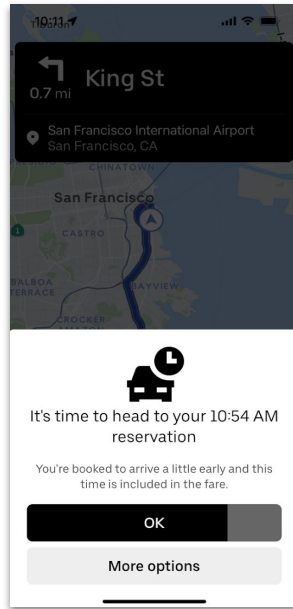 10:11
Tiburon
King St
0.7 mi
San Francisco International Airport
San Francisco, CA
CHINATOWN
San Francisco
1
CASTRO
BALBOA
TERRACE
BAYVIEW
CROCKER
It's time to head to your 10:54 AM
reservation
You're booked to arrive a little early and this
time is included in the fare.
OK
More options